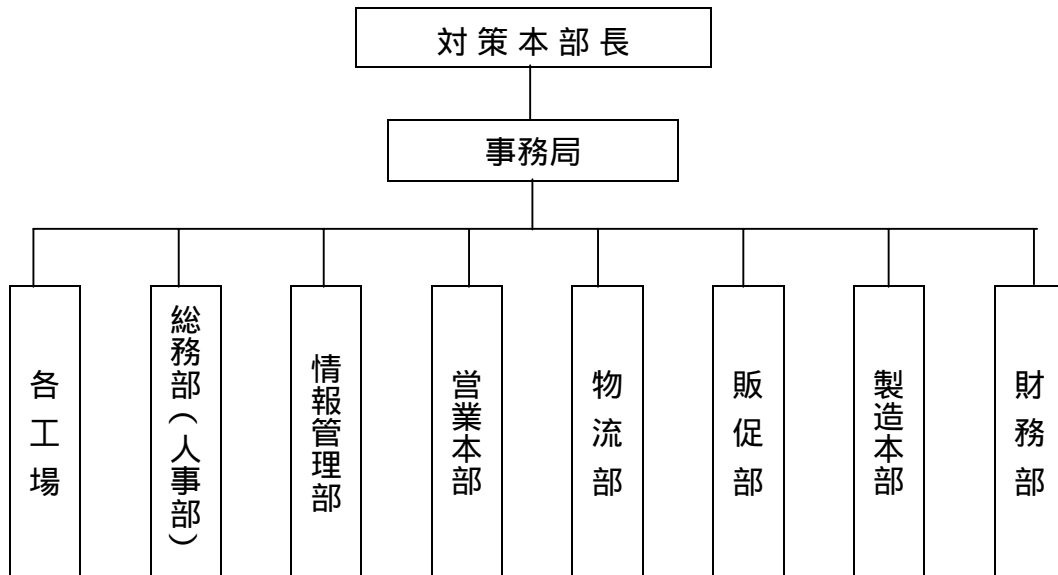 対策本部長
事務局
各工場
総務部(人事部)
情報管理部
営業本部
物流部
販促部
製造本部
財務部